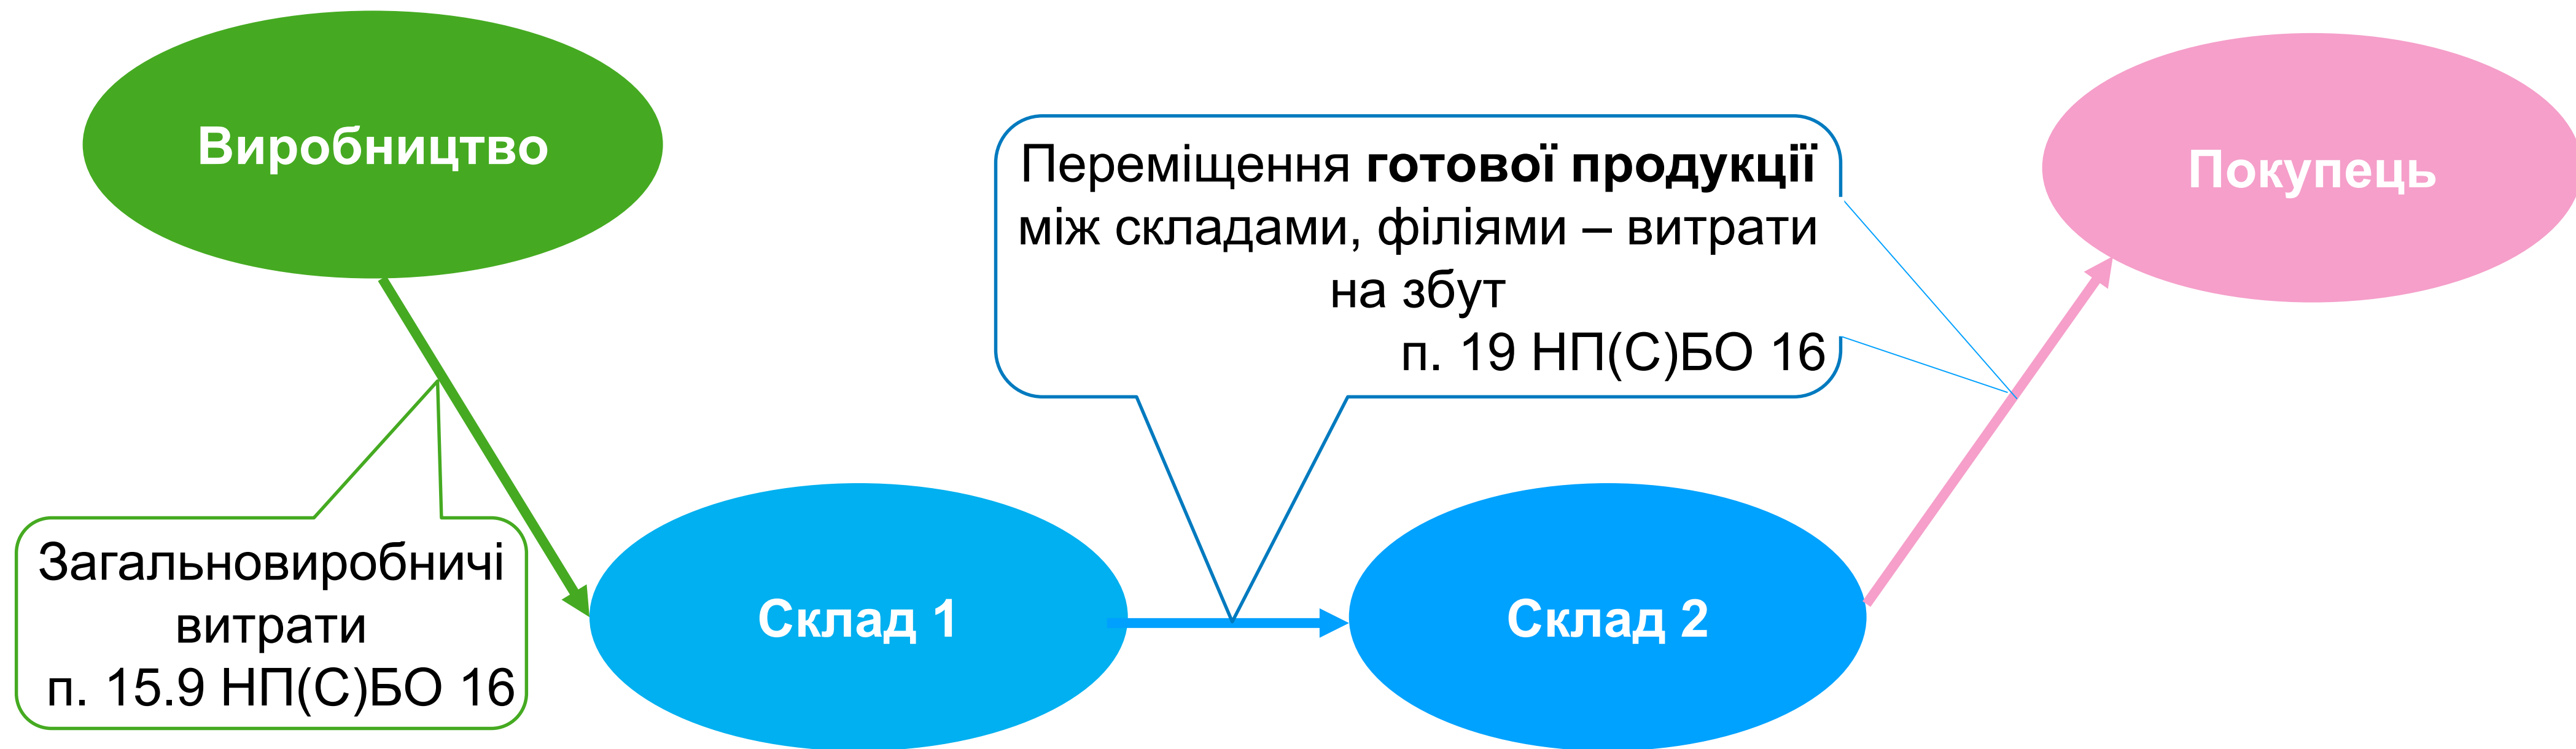 Виробництво
Переміщення готової продукції
між складами, філіями – витрати
на збут
п. 19 НП(С)БО 16
Покупець
Загальновиробничі
витрати
п. 15.9 НП(С)БО 16
Склад 1
Склад 2